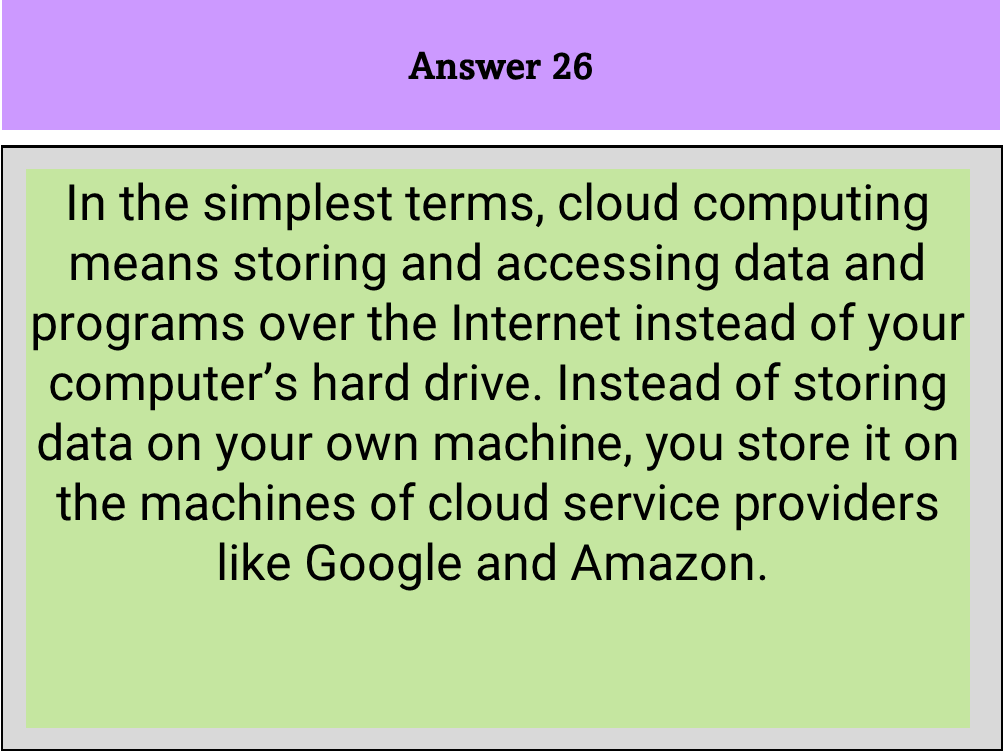 Answer 26
In the simplest terms, cloud computing
means storing and accessing data and
programs over the Internet instead of your
computer’s hard drive. Instead of storing
data on your own machine, you store it on
the machines of cloud service providers
like Google and Amazon.